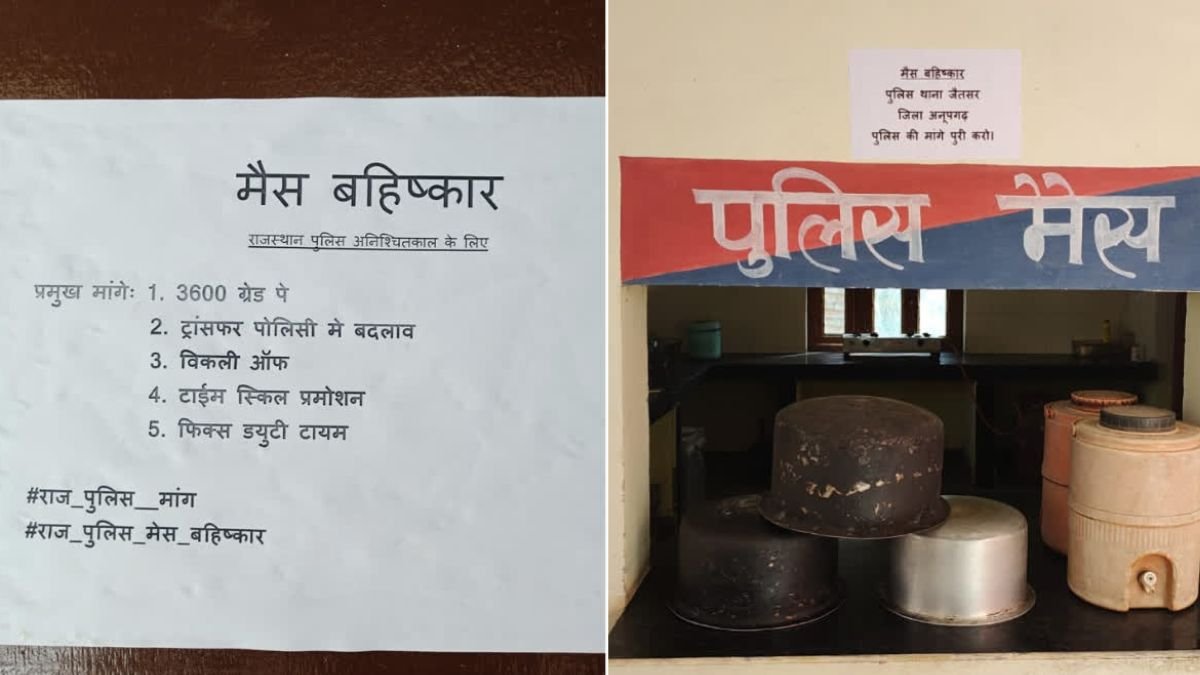 मैस बहिष्कार
राजस्थान पुलिस अनिश्चितकाल के लिए
प्रमुख मांगेः 1. 3600 ग्रेड पे
2. ट्रांसफर पोलिसी मे बदलाव
3. विकली ऑफ
4. टाईम स्किल प्रमोशन
5. फिक्स डयुटी टायम
#राज_पुलिस__मांग
#राज_पुलिस_मेस_बहिष्कार
मैस बहिष्कार
पुलिस थाना जैतसर
जिला अनूपगढ़
पुलिस की मांगे पुरी करो।
पुलिस मैस